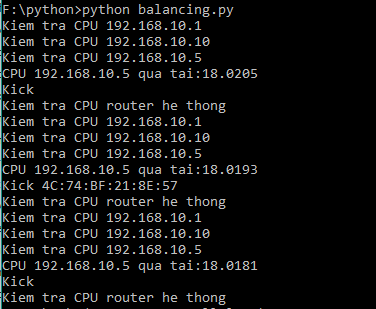 F:\python>python balancing.py
Kiem tra CPU 192.168.10.1
Kiem tra CPU 192.168.10.10
Kiem tra CPU 192.168.10.5
CPU 192.168.10.5 qua tai:18.0205
Kick
Kiem tra CPU router he thong
Kiem tra CPU 192.168.10.1
Kiem tra CPU 192.168.10.10
Kiem tra CPU 192.168.10.5
CPU 192.168.10.5 qua tai:18.0193
Kick 4C:74:BF:21:8E:57
Kiem tra CPU router he thong
Kiem tra CPU 192.168.10.1
Kiem tra CPU 192.168.10.10
Kiem tra CPU 192.168.10.5
CPU 192.168.10.5 qua tai:18.0181
Kick
Kiem tra CPU router he thong